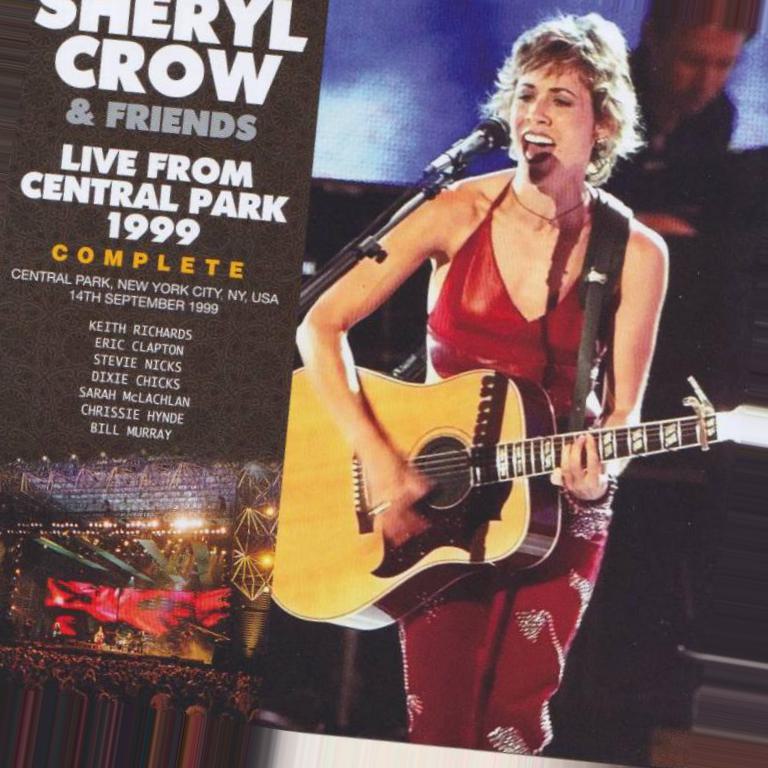 SHERYL
CROW
& FRIENDS
LIVE FROM
CENTRAL PARK
1999
COMPLETE
CENTRAL PARK, NEW YORK CITY, NY, USA
14TH SEPTEMBER 1999
KEITH RICHARDS
ERIC CLAPTON
STEVIE NICKS
DIXIE CHICKS
SARAH McLACHLAN
CHRISSIE HYNDE
BILL MURRAY